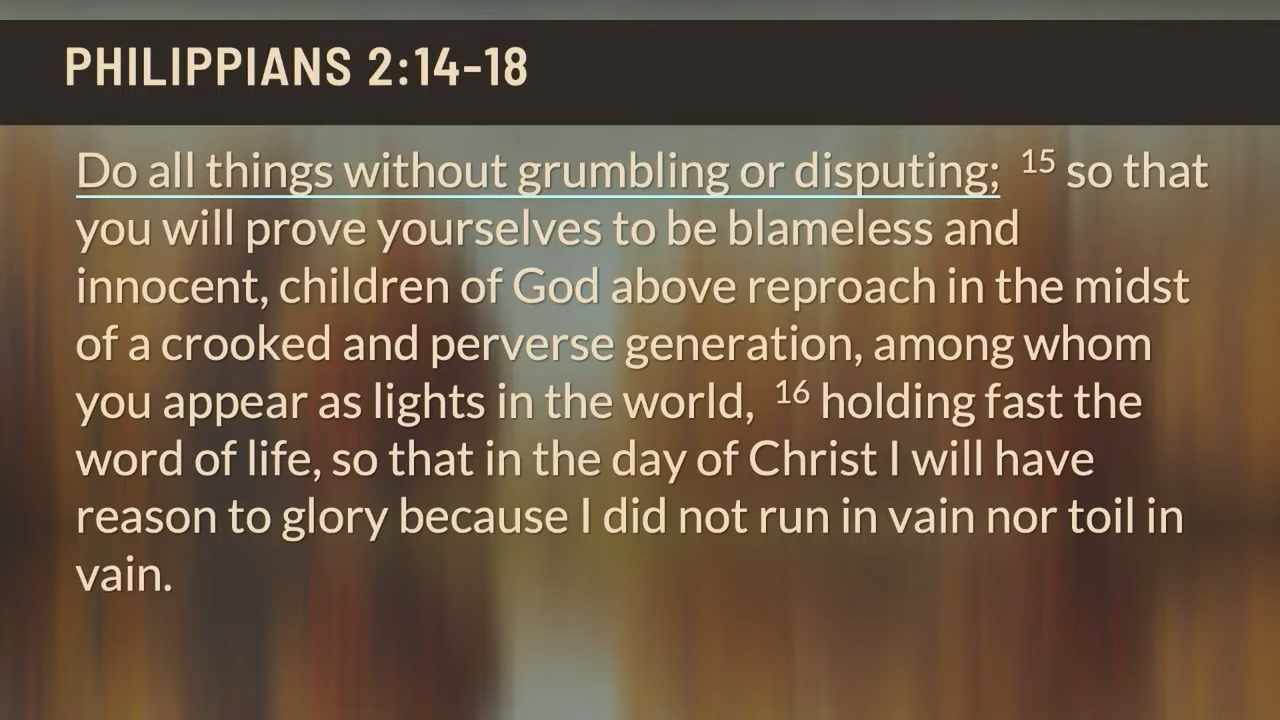 PHILIPPIANS 2:14-18
Do all things without grumbling or disputing; 15 so that
you will prove yourselves to be blameless and
innocent, children of God above reproach in the midst
of a crooked and perverse generation, among whom
you appear as lights in the world, 16 holding fast the
word of life, so that in the day of Christ I will have
reason to glory because I did not run in vain nor toil in
vain.